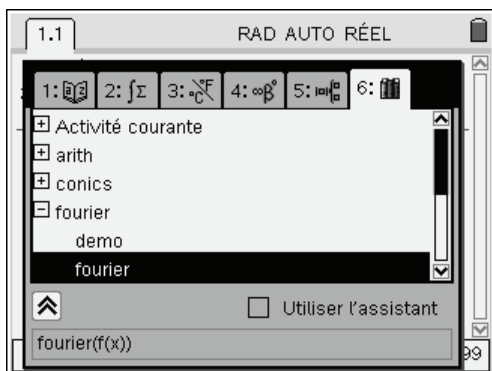 1.1 RAD AUTO RÉEL
1: 2: ∫Σ 3: °C°F 4: ∞β° 5: 6:
Activité courante
arith
conics
fourier
demo
fourier
Utiliser l'assistant
fourier(f(x))
99